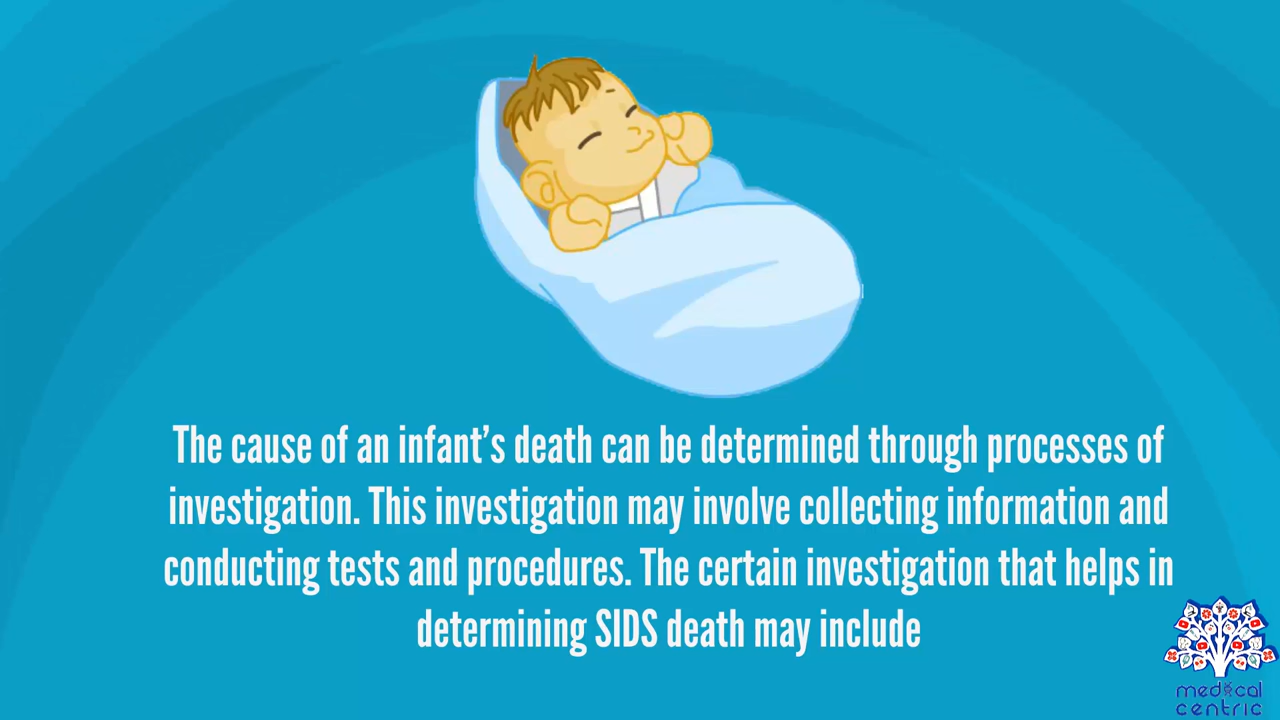 The cause of an infant’s death can be determined through processes of
investigation. This investigation may involve collecting information and
conducting tests and procedures. The certain investigation that helps in
determining SIDS death may include
medical
centric